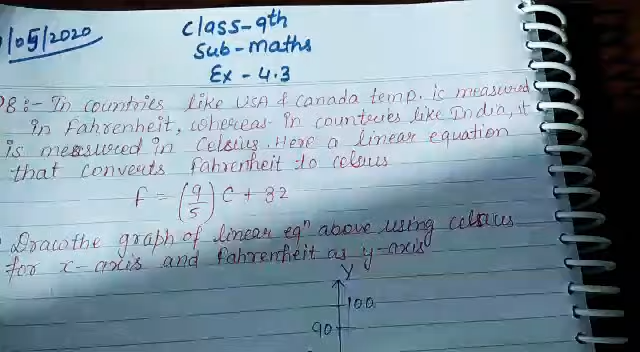 /05/2020
Class-9th
Sub-maths
Ex - 4.3
8:- In countries like USA & Canada temp. is measured
in Fahrenheit, whereas in countries like India, it
is measured in Celsius. Here a linear equation
that converts Fahrenheit to celsius
F = (9/5) C + 32
Draw the graph of linear eqn above using celsius
for x-axis and fahrenheit as y-axis
Y
100
90